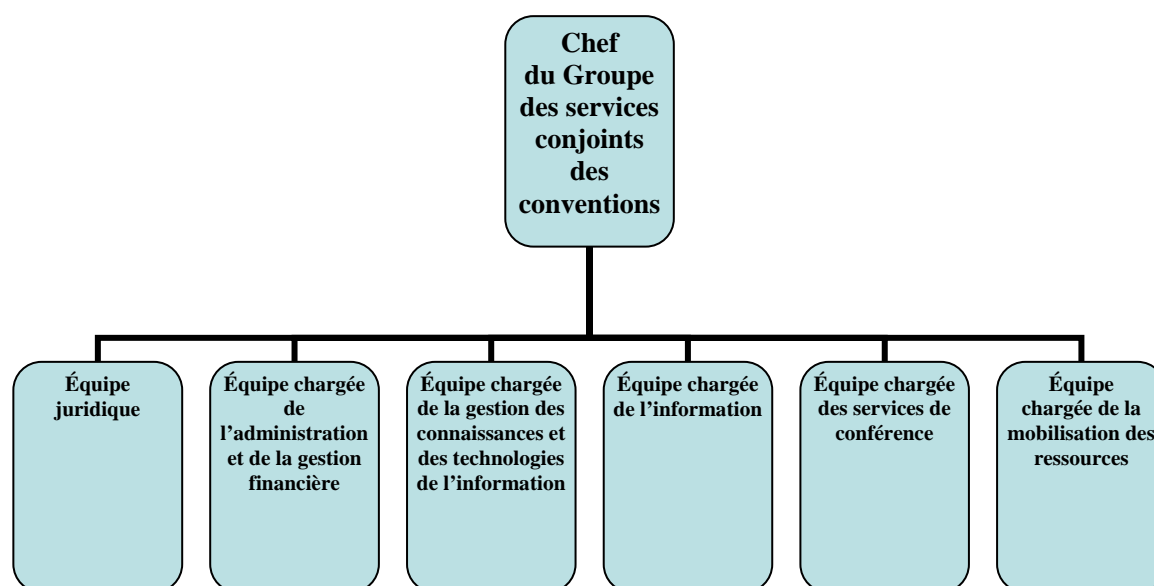 Chef
du Groupe
des services
conjoints
des
conventions
Équipe
juridique
Équipe chargée
de
l’administration
et de la gestion
financière
Équipe chargée
de la gestion des
connaissances et
des technologies
de l’information
Équipe chargée
de l’information
Équipe chargée
des services de
conférence
Équipe
chargée de la
mobilisation des
ressources